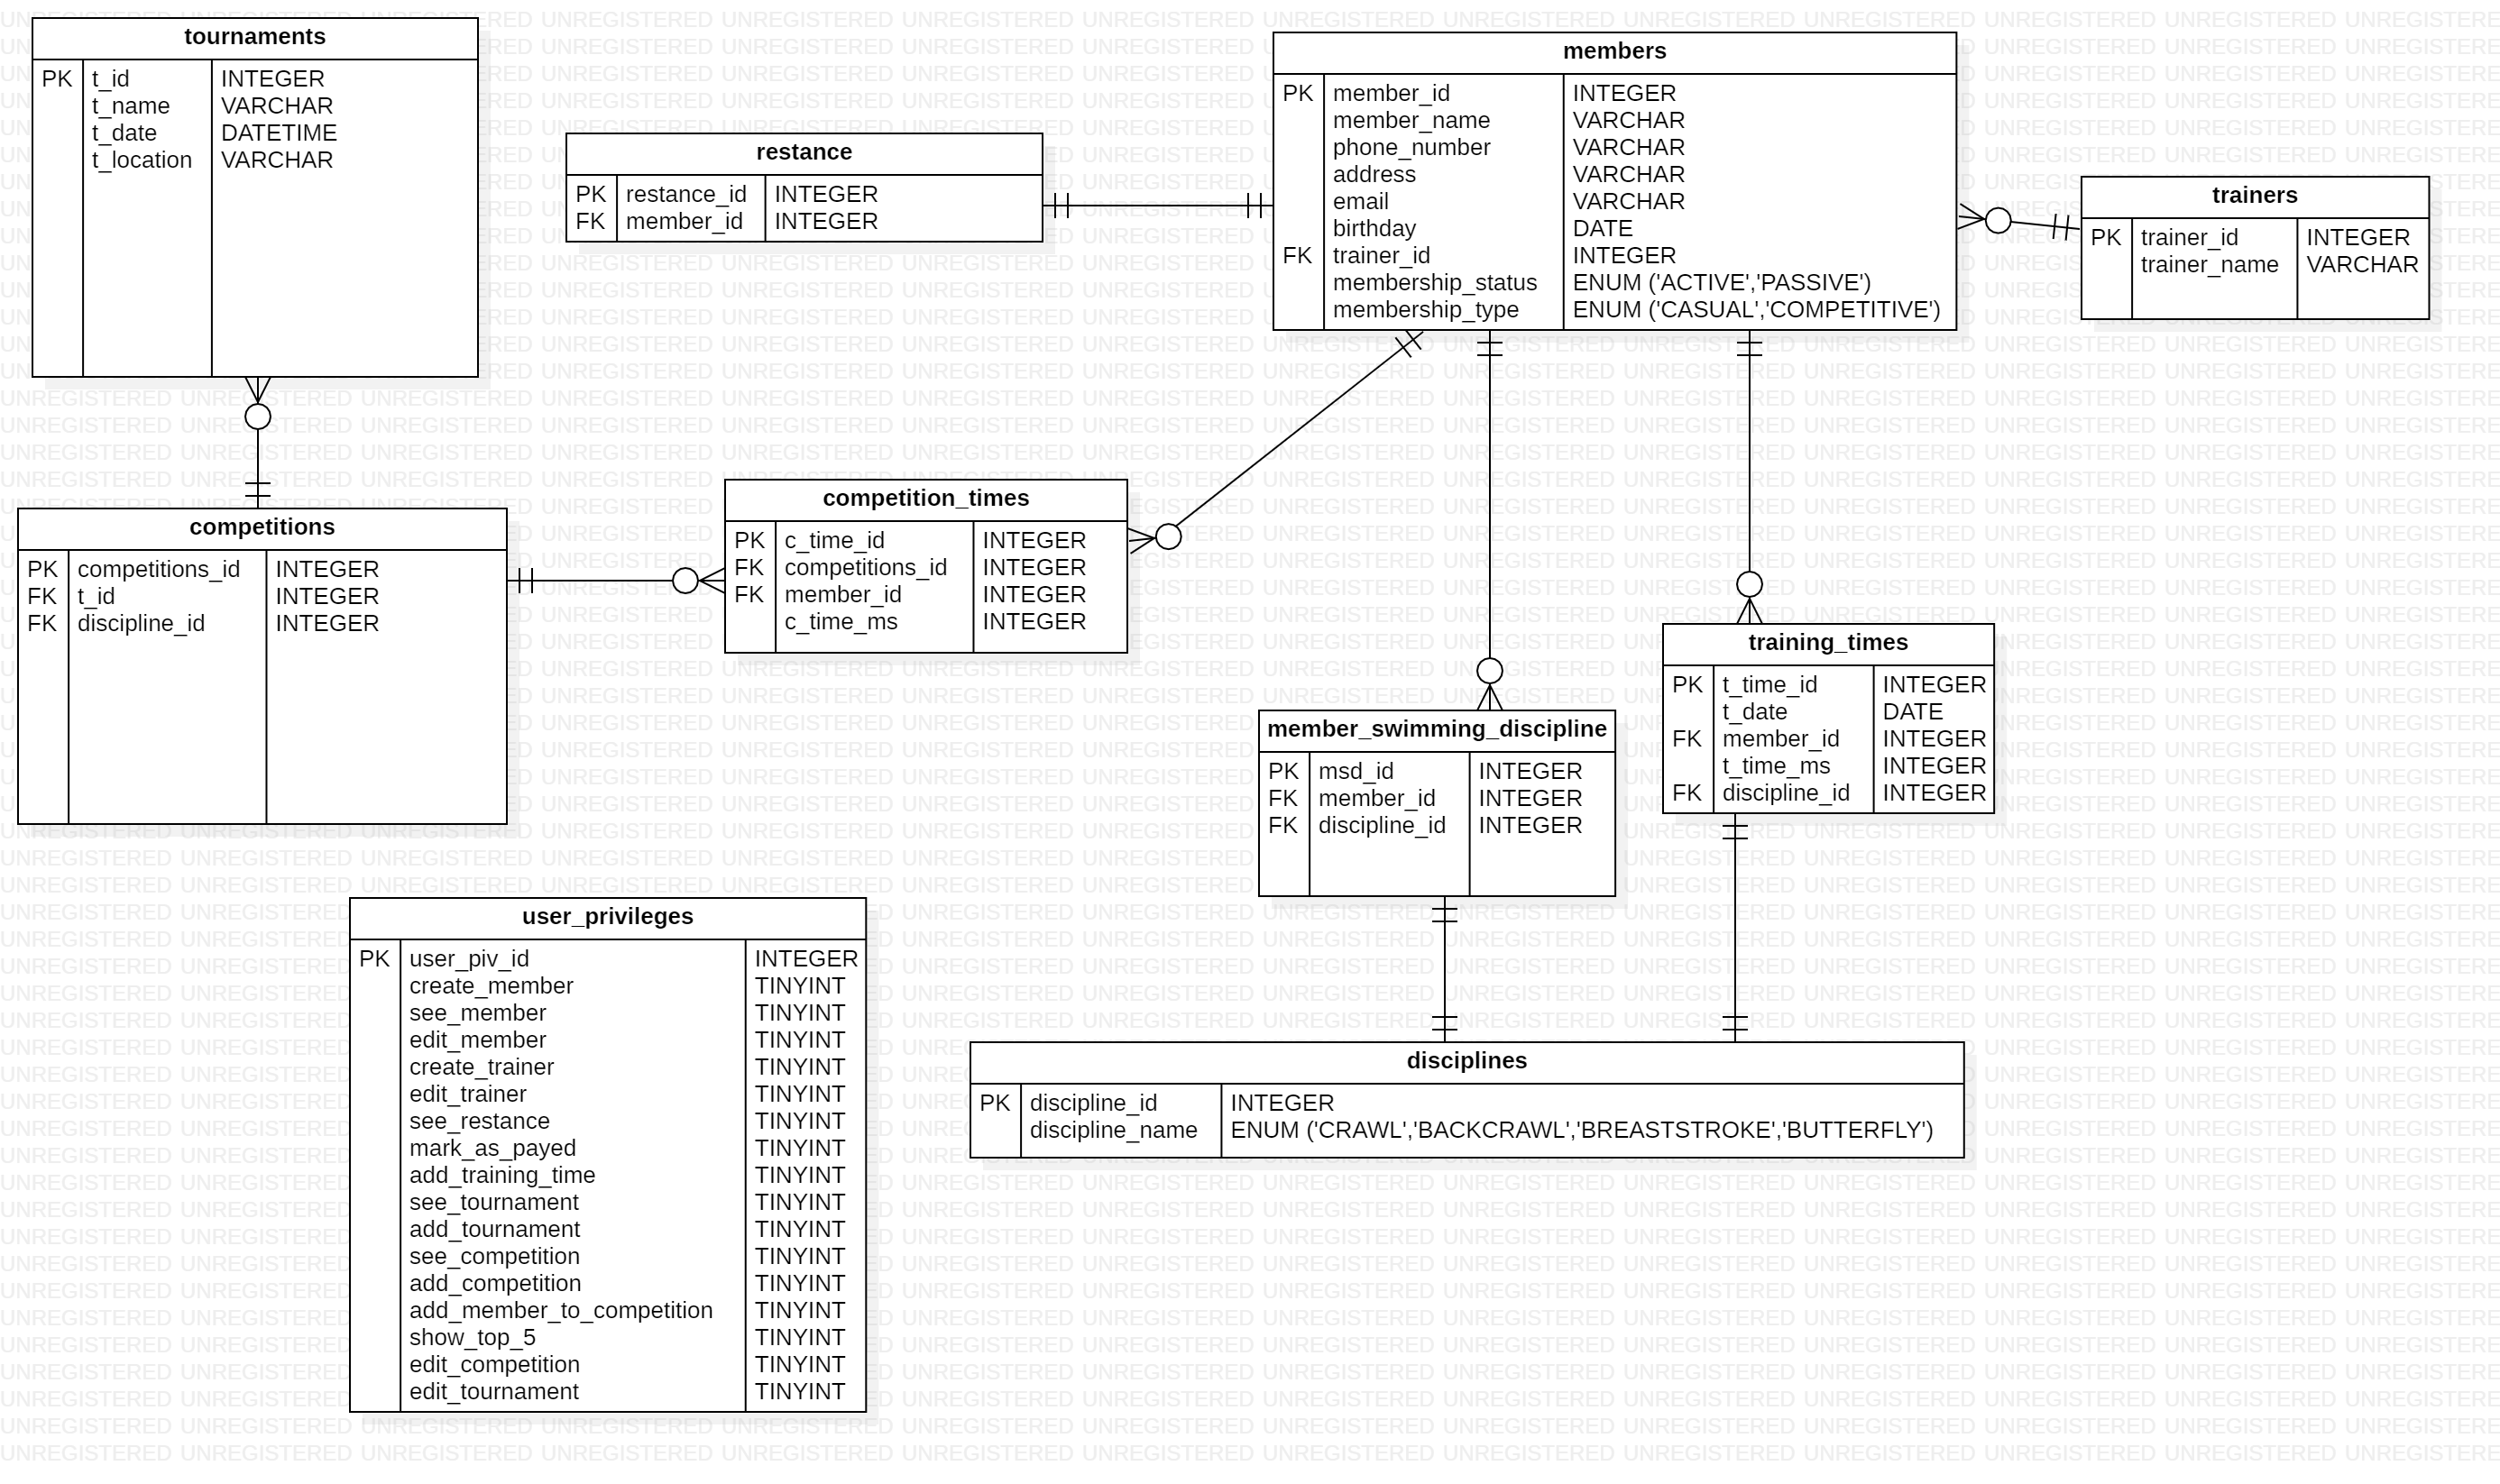 tournaments
PK t_id INTEGER
t_name VARCHAR
t_date DATETIME
t_location VARCHAR
restance
PK restance_id INTEGER
FK member_id INTEGER
members
PK member_id INTEGER
member_name VARCHAR
phone_number VARCHAR
address VARCHAR
email VARCHAR
birthday DATE
FK trainer_id INTEGER
membership_status ENUM ('ACTIVE','PASSIVE')
membership_type ENUM ('CASUAL','COMPETITIVE')
trainers
PK trainer_id INTEGER
trainer_name VARCHAR
competitions
PK competitions_id INTEGER
FK t_id INTEGER
FK discipline_id INTEGER
competition_times
PK c_time_id INTEGER
FK competitions_id INTEGER
FK member_id INTEGER
c_time_ms INTEGER
member_swimming_discipline
PK msd_id INTEGER
FK member_id INTEGER
FK discipline_id INTEGER
training_times
PK t_time_id INTEGER
t_date DATE
FK member_id INTEGER
t_time_ms INTEGER
FK discipline_id INTEGER
user_privileges
PK user_piv_id INTEGER
create_member TINYINT
see_member TINYINT
edit_member TINYINT
create_trainer TINYINT
edit_trainer TINYINT
see_restance TINYINT
mark_as_payed TINYINT
add_training_time TINYINT
see_tournament TINYINT
add_tournament TINYINT
see_competition TINYINT
add_competition TINYINT
add_member_to_competition TINYINT
show_top_5 TINYINT
edit_competition TINYINT
edit_tournament TINYINT
disciplines
PK discipline_id INTEGER
discipline_name ENUM ('CRAWL','BACKCRAWL','BREASTSTROKE','BUTTERFLY')
UNREGISTERED